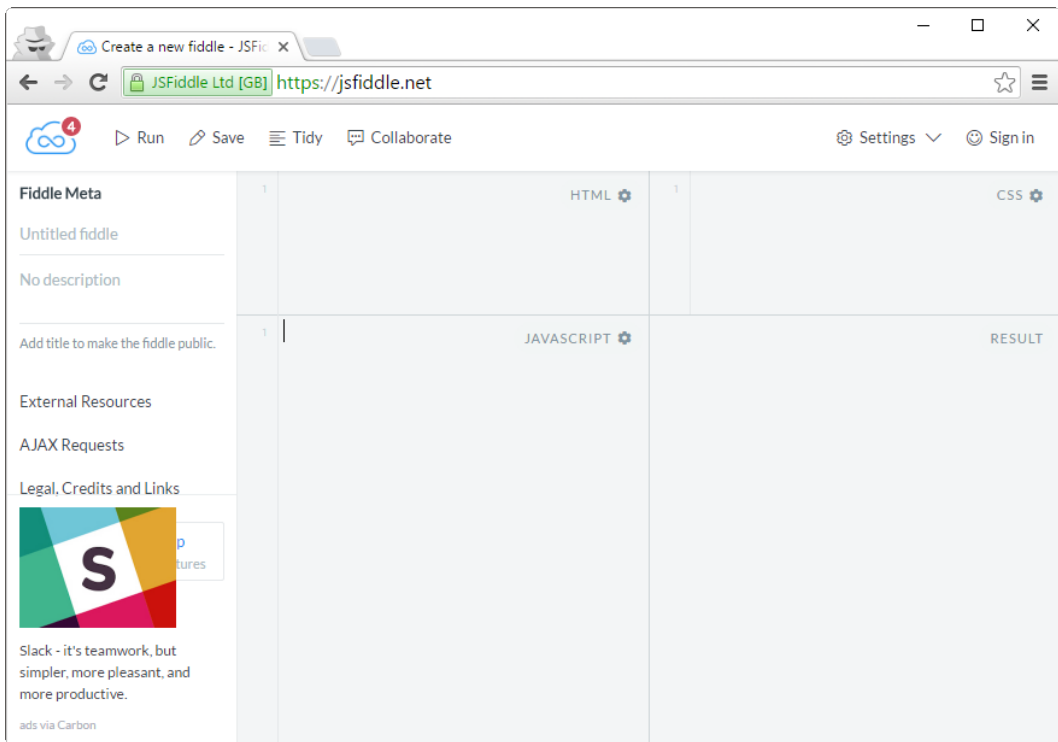 Create a new fiddle - JSFic
JSFiddle Ltd [GB] https://jsfiddle.net
4
Run Save Tidy Collaborate Settings Sign in
Fiddle Meta
Untitled fiddle
No description
Add title to make the fiddle public.
External Resources
AJAX Requests
Legal, Credits and Links
p
tures
S
Slack - it's teamwork, but
simpler, more pleasant, and
more productive.
ads via Carbon
1 HTML
1 CSS
1 JAVASCRIPT
RESULT